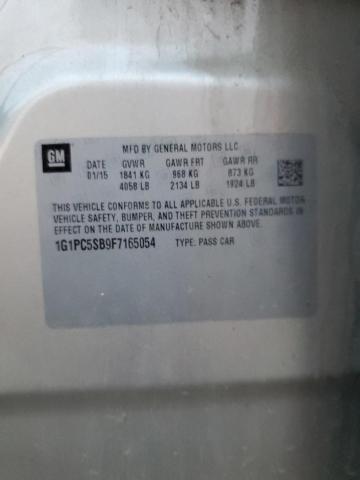 GM
MFD BY GENERAL MOTORS LLC
DATE GVWR GAWR FRT GAWR RR
01/15 1841 KG 968 KG 873 KG
4058 LB 2134 LB 1924 LB
THIS VEHICLE CONFORMS TO ALL APPLICABLE U.S. FEDERAL MOTOR
VEHICLE SAFETY, BUMPER, AND THEFT PREVENTION STANDARDS IN
EFFECT ON THE DATE OF MANUFACTURE SHOWN ABOVE.
1G1PC5SB9F7165054 TYPE: PASS CAR